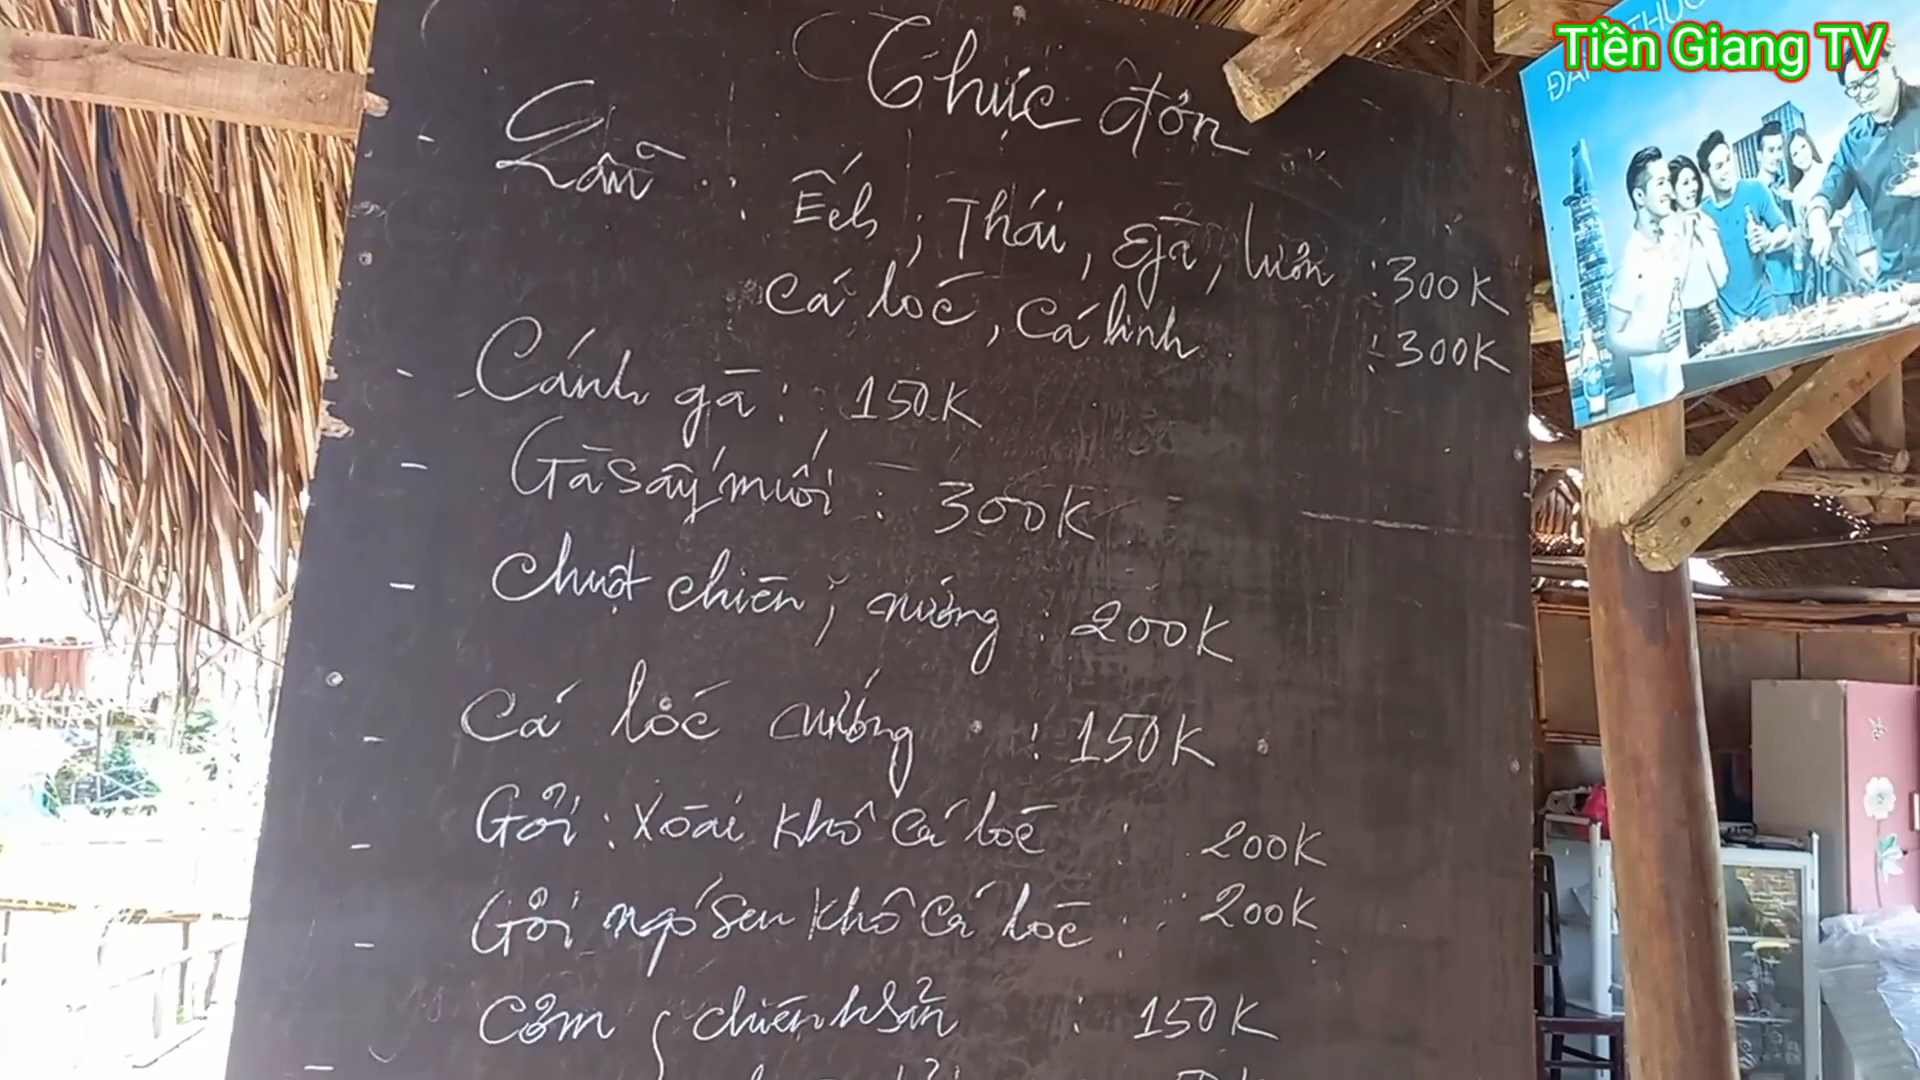 Tiền Giang TV
Thực đơn
- Lẩu : Ếch ; Thái, gà, lươn : 300K
Cá lóc, Cá linh : 300K
- Cánh gà : 150K
- Gà sấy muối : 300K
- Chuột chiên ; nướng : 200K
- Cá lóc nướng : 150K
- Gỏi : Xoài khô cá lóc : 200K
- Gỏi ngó sen khô cá lóc : 200K
Cơm chiên : 150K